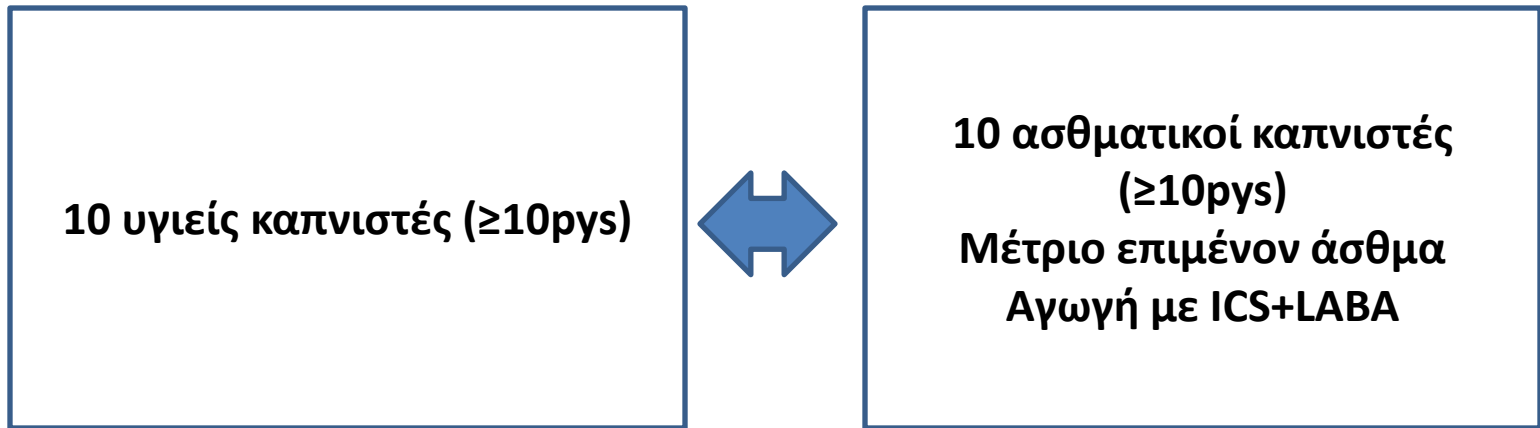 10 υγιείς καπνιστές (≥10pys)
10 ασθματικοί καπνιστές
(≥10pys)
Μέτριο επιμένον άσθμα
Αγωγή με ICS+LABA